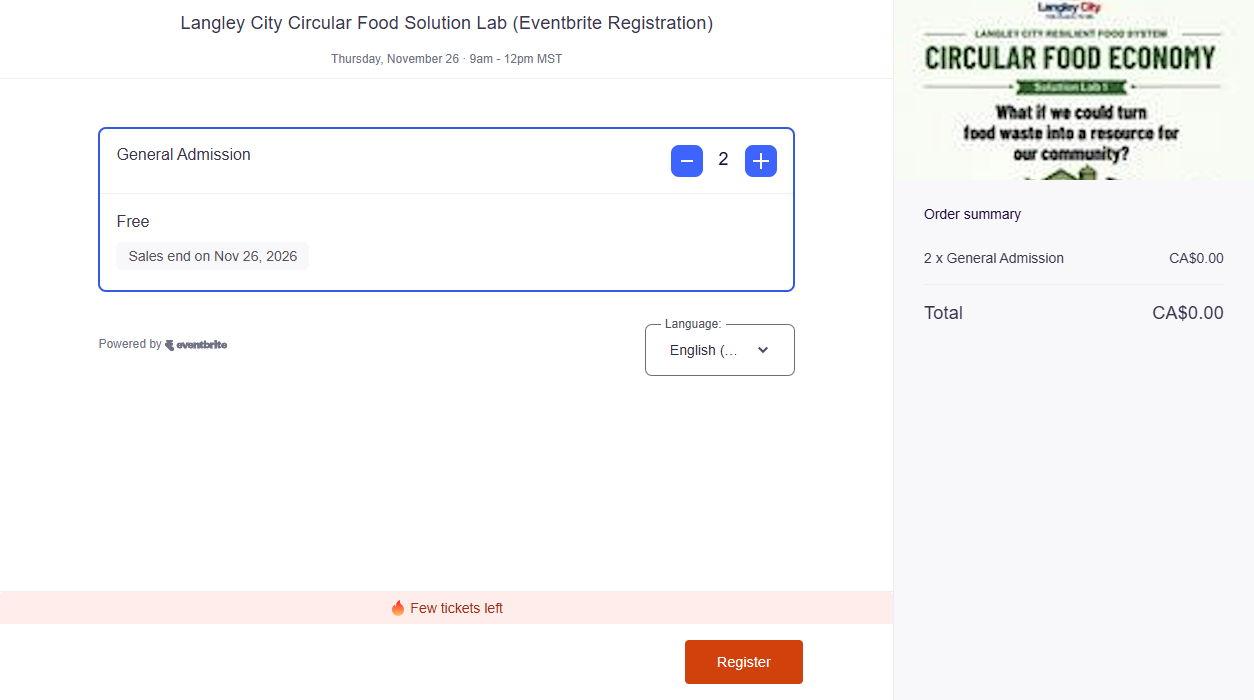 Langley City Circular Food Solution Lab (Eventbrite Registration)
Thursday, November 26 · 9am - 12pm MST
General Admission
2
Free
Sales end on Nov 26, 2026
Powered by eventbrite
Language:
English (...
🔥 Few tickets left
Register
Langley City
LANGLEY CITY RESILIENT FOOD SYSTEM
CIRCULAR FOOD ECONOMY
Solution Lab 1
What if we could turn
food waste into a resource for
our community?
Order summary
2 x General Admission CA$0.00
Total CA$0.00